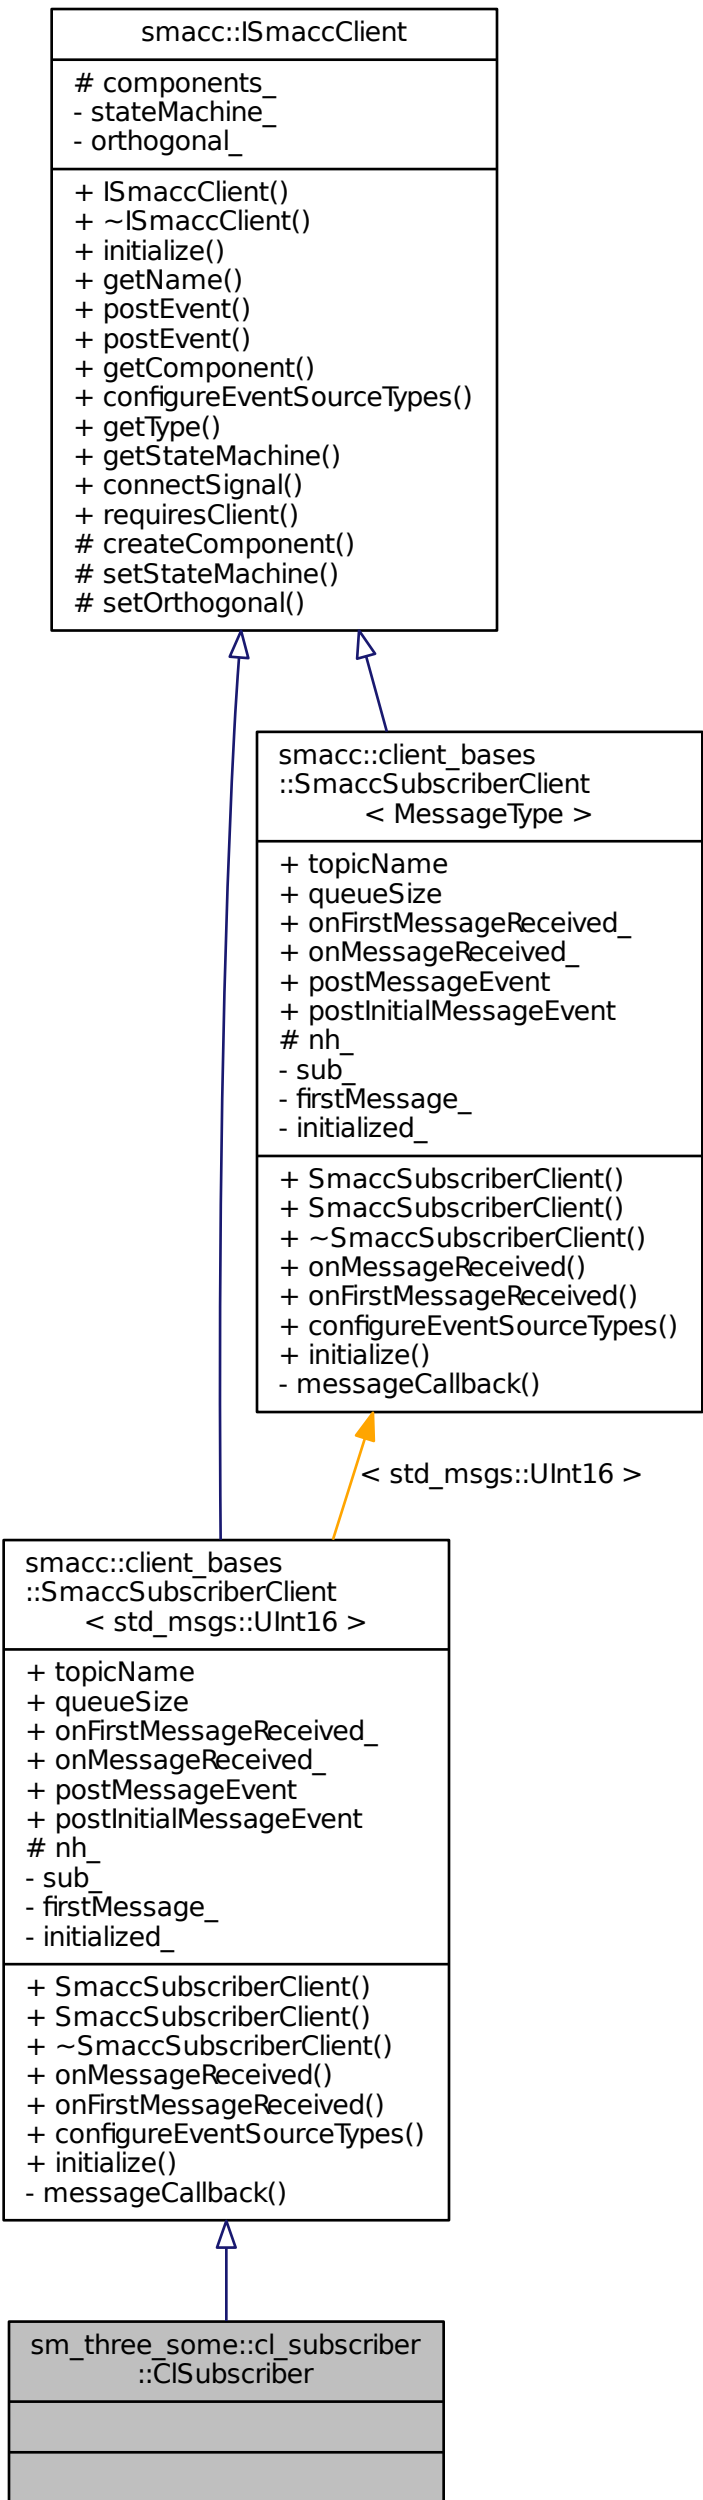 smacc::ISmaccClient
# components_
- stateMachine_
- orthogonal_
+ ISmaccClient()
+ ~ISmaccClient()
+ initialize()
+ getName()
+ postEvent()
+ postEvent()
+ getComponent()
+ configureEventSourceTypes()
+ getType()
+ getStateMachine()
+ connectSignal()
+ requiresClient()
# createComponent()
# setStateMachine()
# setOrthogonal()
smacc::client_bases
::SmaccSubscriberClient
< MessageType >
+ topicName
+ queueSize
+ onFirstMessageReceived_
+ onMessageReceived_
+ postMessageEvent
+ postInitialMessageEvent
# nh_
- sub_
- firstMessage_
- initialized_
+ SmaccSubscriberClient()
+ SmaccSubscriberClient()
+ ~SmaccSubscriberClient()
+ onMessageReceived()
+ onFirstMessageReceived()
+ configureEventSourceTypes()
+ initialize()
- messageCallback()
< std_msgs::UInt16 >
smacc::client_bases
::SmaccSubscriberClient
< std_msgs::UInt16 >
+ topicName
+ queueSize
+ onFirstMessageReceived_
+ onMessageReceived_
+ postMessageEvent
+ postInitialMessageEvent
# nh_
- sub_
- firstMessage_
- initialized_
+ SmaccSubscriberClient()
+ SmaccSubscriberClient()
+ ~SmaccSubscriberClient()
+ onMessageReceived()
+ onFirstMessageReceived()
+ configureEventSourceTypes()
+ initialize()
- messageCallback()
sm_three_some::cl_subscriber
::ClSubscriber